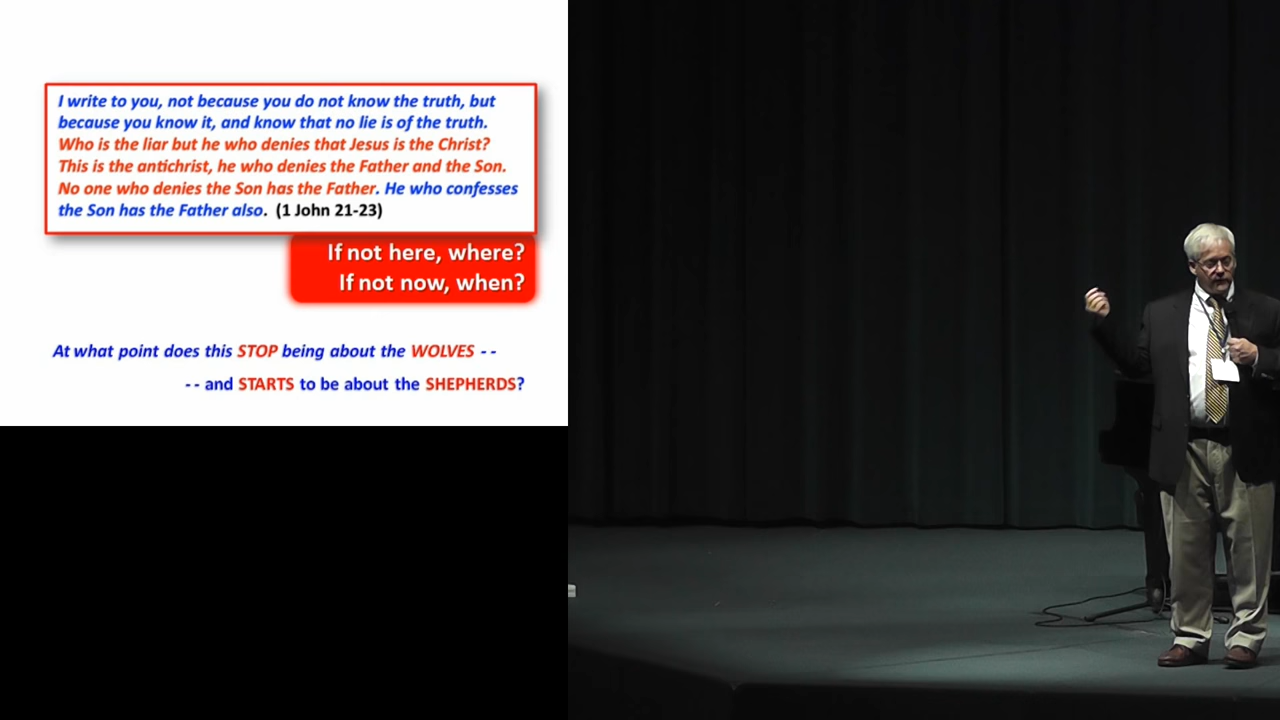 I write to you, not because you do not know the truth, but
because you know it, and know that no lie is of the truth.
Who is the liar but he who denies that Jesus is the Christ?
This is the antichrist, he who denies the Father and the Son.
No one who denies the Son has the Father. He who confesses
the Son has the Father also. (1 John 21-23)
If not here, where?
If not now, when?
At what point does this STOP being about the WOLVES - -
- - and STARTS to be about the SHEPHERDS?